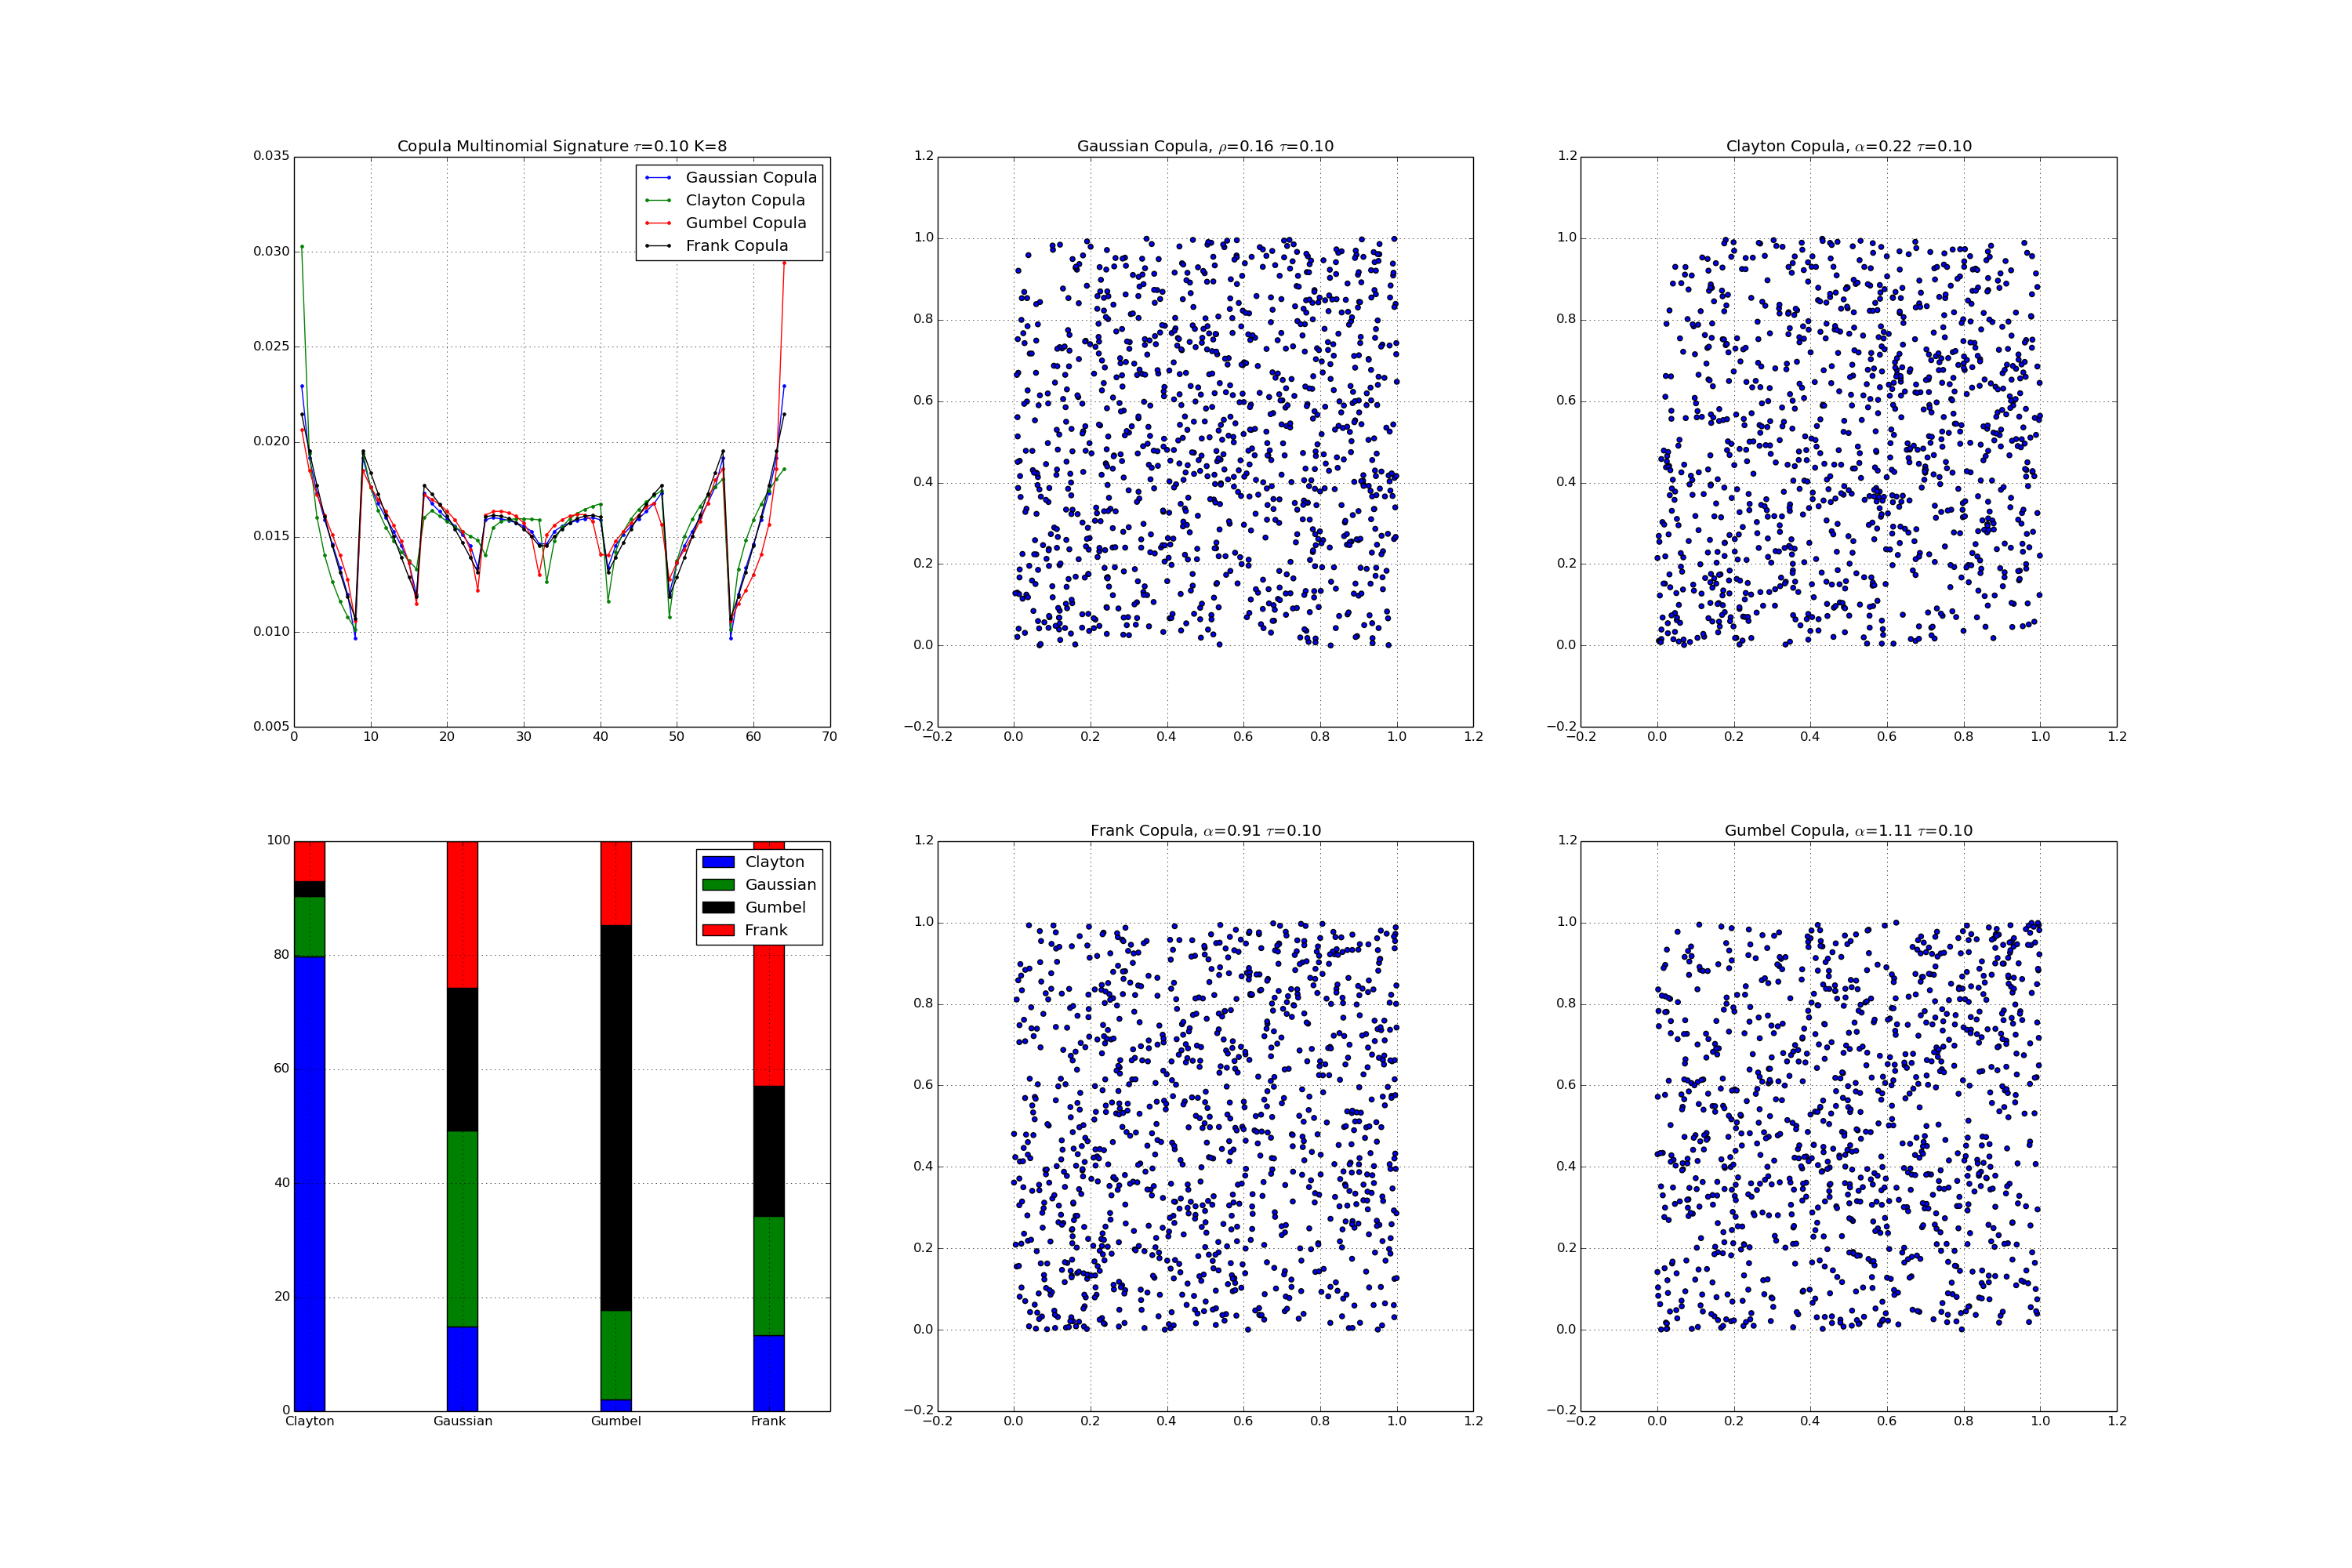 Copula Multinomial Signature τ=0.10 K=8
0.035
0.030
0.025
0.020
0.015
0.010
0.005
0 10 20 30 40 50 60 70
Gaussian Copula
Clayton Copula
Gumbel Copula
Frank Copula
Gaussian Copula, ρ=0.16 τ=0.10
1.2
1.0
0.8
0.6
0.4
0.2
0.0
−0.2
−0.2 0.0 0.2 0.4 0.6 0.8 1.0 1.2
Clayton Copula, α=0.22 τ=0.10
1.2
1.0
0.8
0.6
0.4
0.2
0.0
−0.2
−0.2 0.0 0.2 0.4 0.6 0.8 1.0 1.2
100
80
60
40
20
0
Clayton Gaussian Gumbel Frank
Clayton
Gaussian
Gumbel
Frank
Frank Copula, α=0.91 τ=0.10
1.2
1.0
0.8
0.6
0.4
0.2
0.0
−0.2
−0.2 0.0 0.2 0.4 0.6 0.8 1.0 1.2
Gumbel Copula, α=1.11 τ=0.10
1.2
1.0
0.8
0.6
0.4
0.2
0.0
−0.2
−0.2 0.0 0.2 0.4 0.6 0.8 1.0 1.2